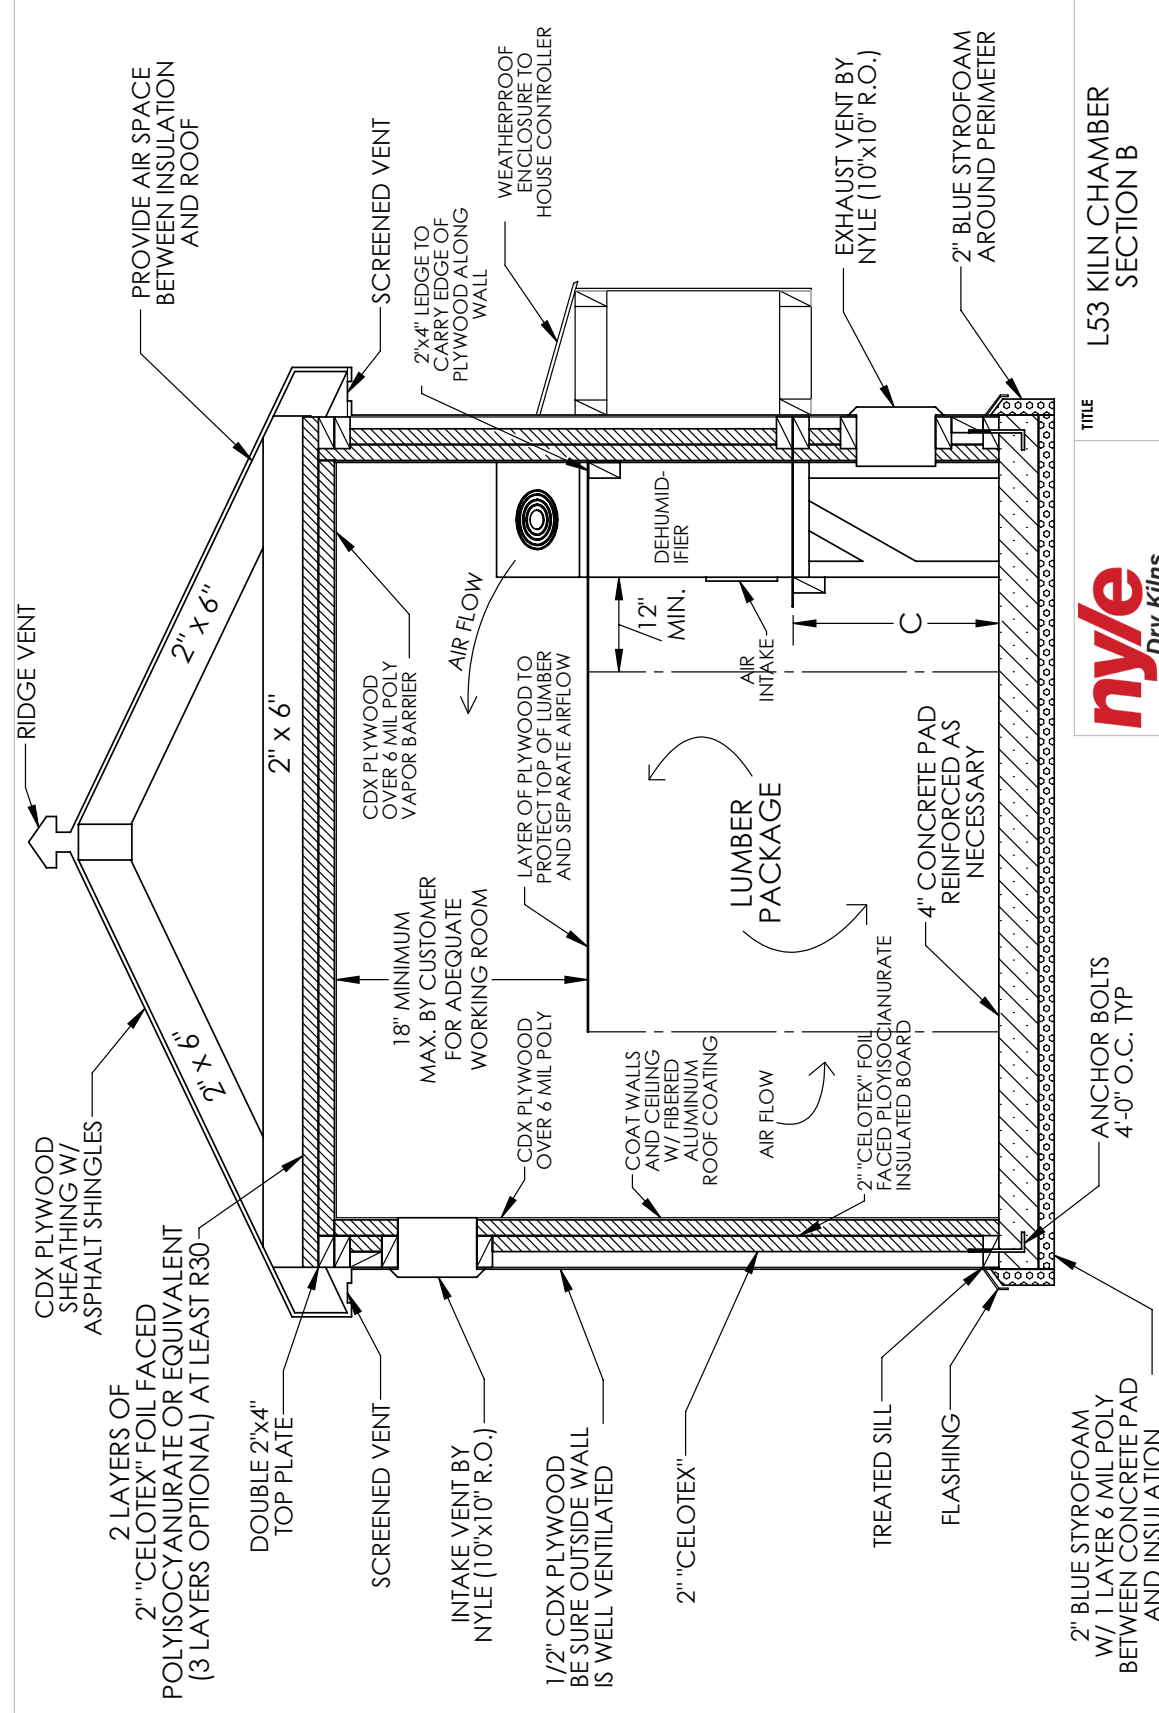 RIDGE VENT
CDX PLYWOOD
SHEATHING W/
ASPHALT SHINGLES
2 LAYERS OF
2" "CELOTEX" FOIL FACED
POLYISOCYANURATE OR EQUIVALENT
(3 LAYERS OPTIONAL) AT LEAST R30
DOUBLE 2"x4"
TOP PLATE
SCREENED VENT
INTAKE VENT BY
NYLE (10"x10" R.O.)
1/2" CDX PLYWOOD
BE SURE OUTSIDE WALL
IS WELL VENTILATED
2" "CELOTEX"
TREATED SILL
FLASHING
2" BLUE STYROFOAM
W/ 1 LAYER 6 MIL POLY
BETWEEN CONCRETE PAD
AND INSULATION
ANCHOR BOLTS
4'-0" O.C. TYP
2" x 6"
2" x 6"
2" x 6"
PROVIDE AIR SPACE
BETWEEN INSULATION
AND ROOF
SCREENED VENT
2"x4" LEDGE TO
CARRY EDGE OF
PLYWOOD ALONG
WALL
WEATHERPROOF
ENCLOSURE TO
HOUSE CONTROLLER
EXHAUST VENT BY
NYLE (10"x10" R.O.)
2" BLUE STYROFOAM
AROUND PERIMETER
CDX PLYWOOD
OVER 6 MIL POLY
VAPOR BARRIER
AIR FLOW
18" MINIMUM
MAX. BY CUSTOMER
FOR ADEQUATE
WORKING ROOM
LAYER OF PLYWOOD TO
PROTECT TOP OF LUMBER
AND SEPARATE AIRFLOW
CDX PLYWOOD
OVER 6 MIL POLY
COAT WALLS
AND CEILING
W/ FIBERED
ALUMINUM
ROOF COATING
AIR FLOW
2" "CELOTEX" FOIL
FACED PLOYISOCIANURATE
INSULATED BOARD
LUMBER
PACKAGE
4" CONCRETE PAD
REINFORCED AS
NECESSARY
DEHUMID-
IFIER
12"
MIN.
AIR
INTAKE
C
nyle
Dry Kilns
TITLE
L53 KILN CHAMBER
SECTION B